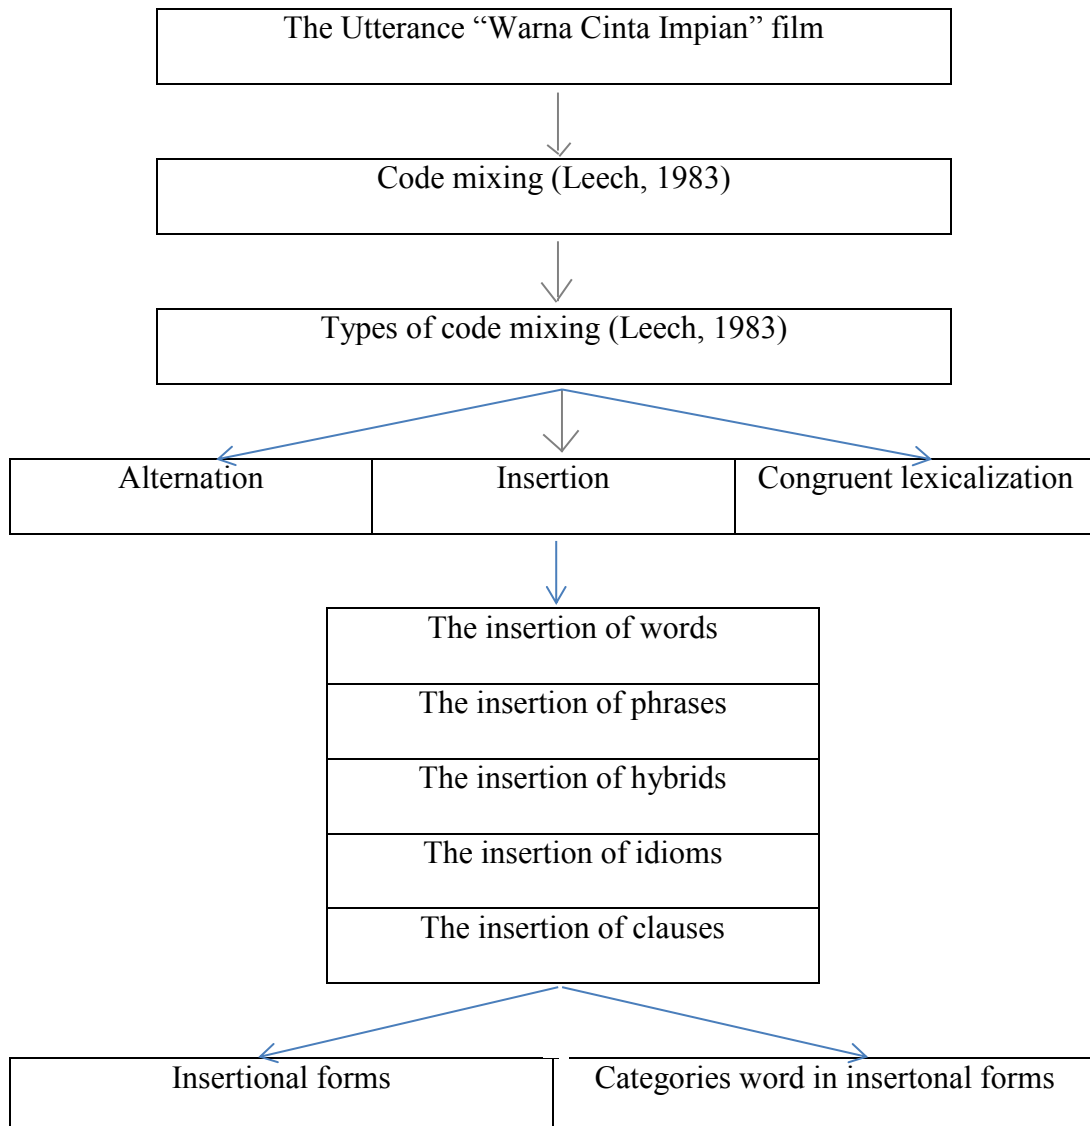 The Utterance “Warna Cinta Impian” film
Code mixing (Leech, 1983)
Types of code mixing (Leech, 1983)
Alternation
Insertion
Congruent lexicalization
The insertion of words
The insertion of phrases
The insertion of hybrids
The insertion of idioms
The insertion of clauses
Insertional forms
Categories word in insertonal forms